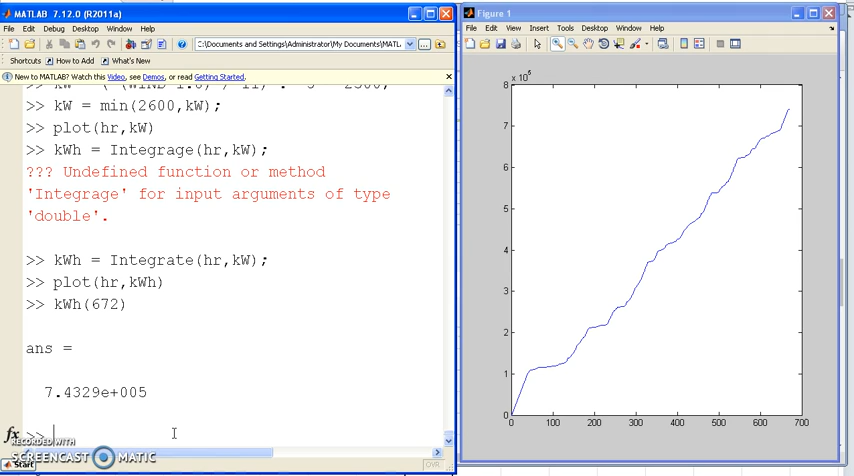 MATLAB 7.12.0 (R2011a)
File Edit Debug Desktop Window Help
C:\Documents and Settings\Administrator\My Documents\MATL
Shortcuts How to Add What's New
New to MATLAB? Watch this Video, see Demos, or read Getting Started.
>> kW = min(2600,kW);
>> plot(hr,kW)
>> kWh = Integrage(hr,kW);
??? Undefined function or method
'Integrage' for input arguments of type
'double'.
>> kWh = Integrate(hr,kW);
>> plot(hr,kWh)
>> kWh(672)
ans =
7.4329e+005
>>
RECORDED WITH
SCREENCAST MATIC
Start
OVR
Figure 1
File Edit View Insert Tools Desktop Window Help
8
7
6
5
4
3
2
1
0
0 100 200 300 400 500 600 700